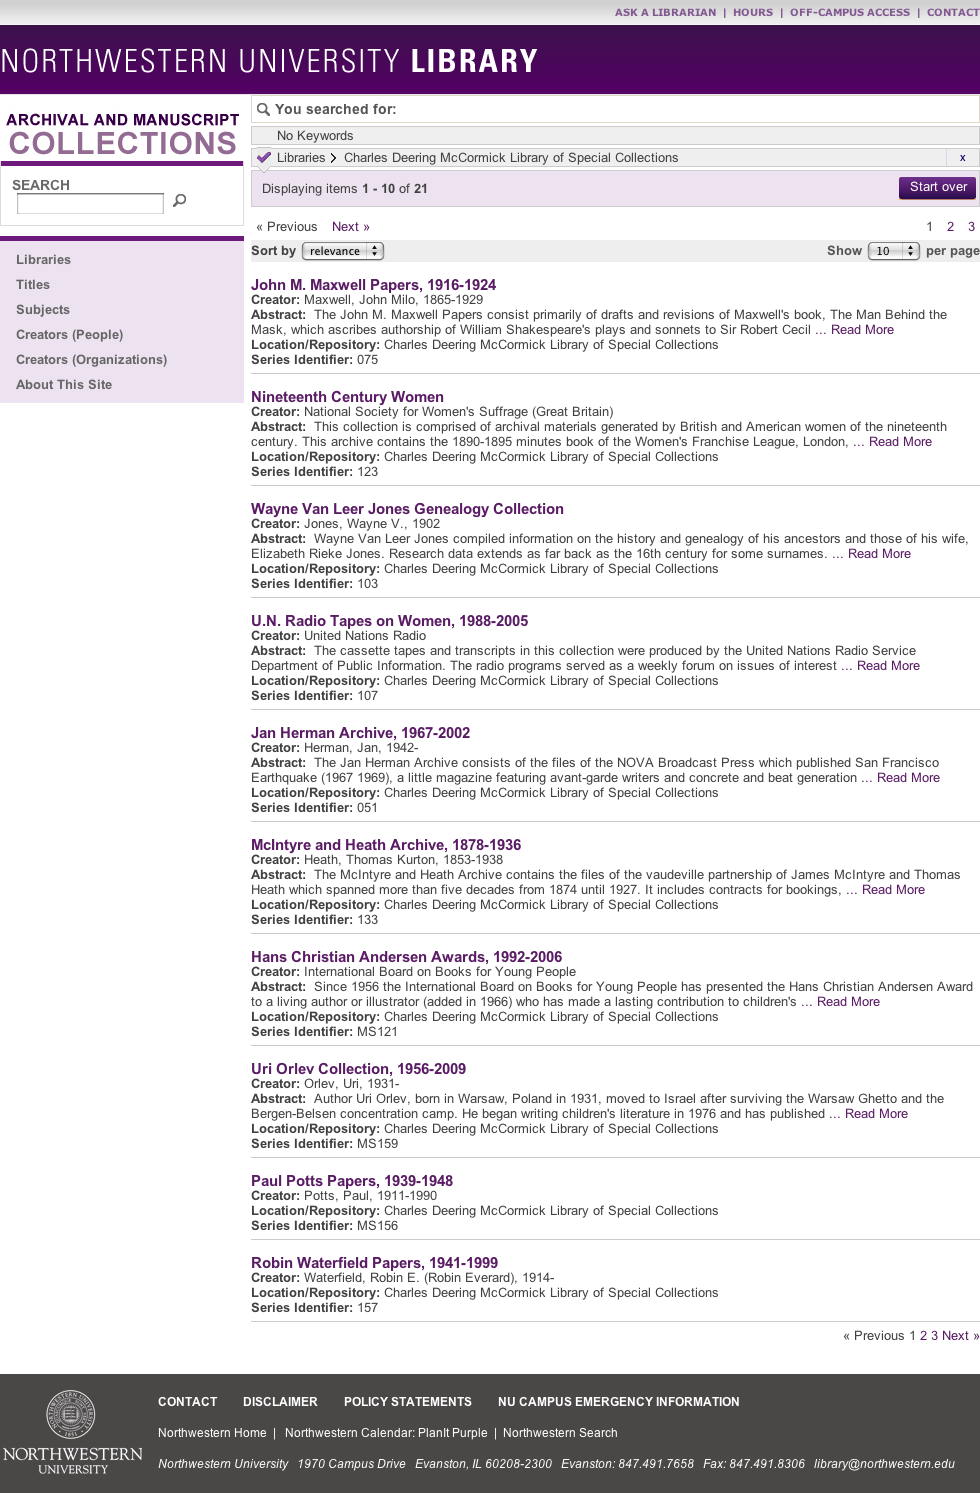 ASK A LIBRARIAN | HOURS | OFF-CAMPUS ACCESS | CONTACT
NORTHWESTERN UNIVERSITY LIBRARY
ARCHIVAL AND MANUSCRIPT
COLLECTIONS
SEARCH
Libraries
Titles
Subjects
Creators (People)
Creators (Organizations)
About This Site
You searched for:
No Keywords
Libraries > Charles Deering McCormick Library of Special Collections x
Displaying items 1 - 10 of 21 Start over
« Previous Next » 1 2 3
Sort by relevance Show 10 per page
John M. Maxwell Papers, 1916-1924
Creator: Maxwell, John Milo, 1865-1929
Abstract: The John M. Maxwell Papers consist primarily of drafts and revisions of Maxwell's book, The Man Behind the
Mask, which ascribes authorship of William Shakespeare's plays and sonnets to Sir Robert Cecil ... Read More
Location/Repository: Charles Deering McCormick Library of Special Collections
Series Identifier: 075
Nineteenth Century Women
Creator: National Society for Women's Suffrage (Great Britain)
Abstract: This collection is comprised of archival materials generated by British and American women of the nineteenth
century. This archive contains the 1890-1895 minutes book of the Women's Franchise League, London, ... Read More
Location/Repository: Charles Deering McCormick Library of Special Collections
Series Identifier: 123
Wayne Van Leer Jones Genealogy Collection
Creator: Jones, Wayne V., 1902
Abstract: Wayne Van Leer Jones compiled information on the history and genealogy of his ancestors and those of his wife,
Elizabeth Rieke Jones. Research data extends as far back as the 16th century for some surnames. ... Read More
Location/Repository: Charles Deering McCormick Library of Special Collections
Series Identifier: 103
U.N. Radio Tapes on Women, 1988-2005
Creator: United Nations Radio
Abstract: The cassette tapes and transcripts in this collection were produced by the United Nations Radio Service
Department of Public Information. The radio programs served as a weekly forum on issues of interest ... Read More
Location/Repository: Charles Deering McCormick Library of Special Collections
Series Identifier: 107
Jan Herman Archive, 1967-2002
Creator: Herman, Jan, 1942-
Abstract: The Jan Herman Archive consists of the files of the NOVA Broadcast Press which published San Francisco
Earthquake (1967 1969), a little magazine featuring avant-garde writers and concrete and beat generation ... Read More
Location/Repository: Charles Deering McCormick Library of Special Collections
Series Identifier: 051
McIntyre and Heath Archive, 1878-1936
Creator: Heath, Thomas Kurton, 1853-1938
Abstract: The McIntyre and Heath Archive contains the files of the vaudeville partnership of James McIntyre and Thomas
Heath which spanned more than five decades from 1874 until 1927. It includes contracts for bookings, ... Read More
Location/Repository: Charles Deering McCormick Library of Special Collections
Series Identifier: 133
Hans Christian Andersen Awards, 1992-2006
Creator: International Board on Books for Young People
Abstract: Since 1956 the International Board on Books for Young People has presented the Hans Christian Andersen Award
to a living author or illustrator (added in 1966) who has made a lasting contribution to children's ... Read More
Location/Repository: Charles Deering McCormick Library of Special Collections
Series Identifier: MS121
Uri Orlev Collection, 1956-2009
Creator: Orlev, Uri, 1931-
Abstract: Author Uri Orlev, born in Warsaw, Poland in 1931, moved to Israel after surviving the Warsaw Ghetto and the
Bergen-Belsen concentration camp. He began writing children's literature in 1976 and has published ... Read More
Location/Repository: Charles Deering McCormick Library of Special Collections
Series Identifier: MS159
Paul Potts Papers, 1939-1948
Creator: Potts, Paul, 1911-1990
Location/Repository: Charles Deering McCormick Library of Special Collections
Series Identifier: MS156
Robin Waterfield Papers, 1941-1999
Creator: Waterfield, Robin E. (Robin Everard), 1914-
Location/Repository: Charles Deering McCormick Library of Special Collections
Series Identifier: 157
« Previous 1 2 3 Next »
NORTHWESTERN
UNIVERSITY
CONTACT DISCLAIMER POLICY STATEMENTS NU CAMPUS EMERGENCY INFORMATION
Northwestern Home | Northwestern Calendar: PlanIt Purple | Northwestern Search
Northwestern University 1970 Campus Drive Evanston, IL 60208-2300 Evanston: 847.491.7658 Fax: 847.491.8306 library@northwestern.edu